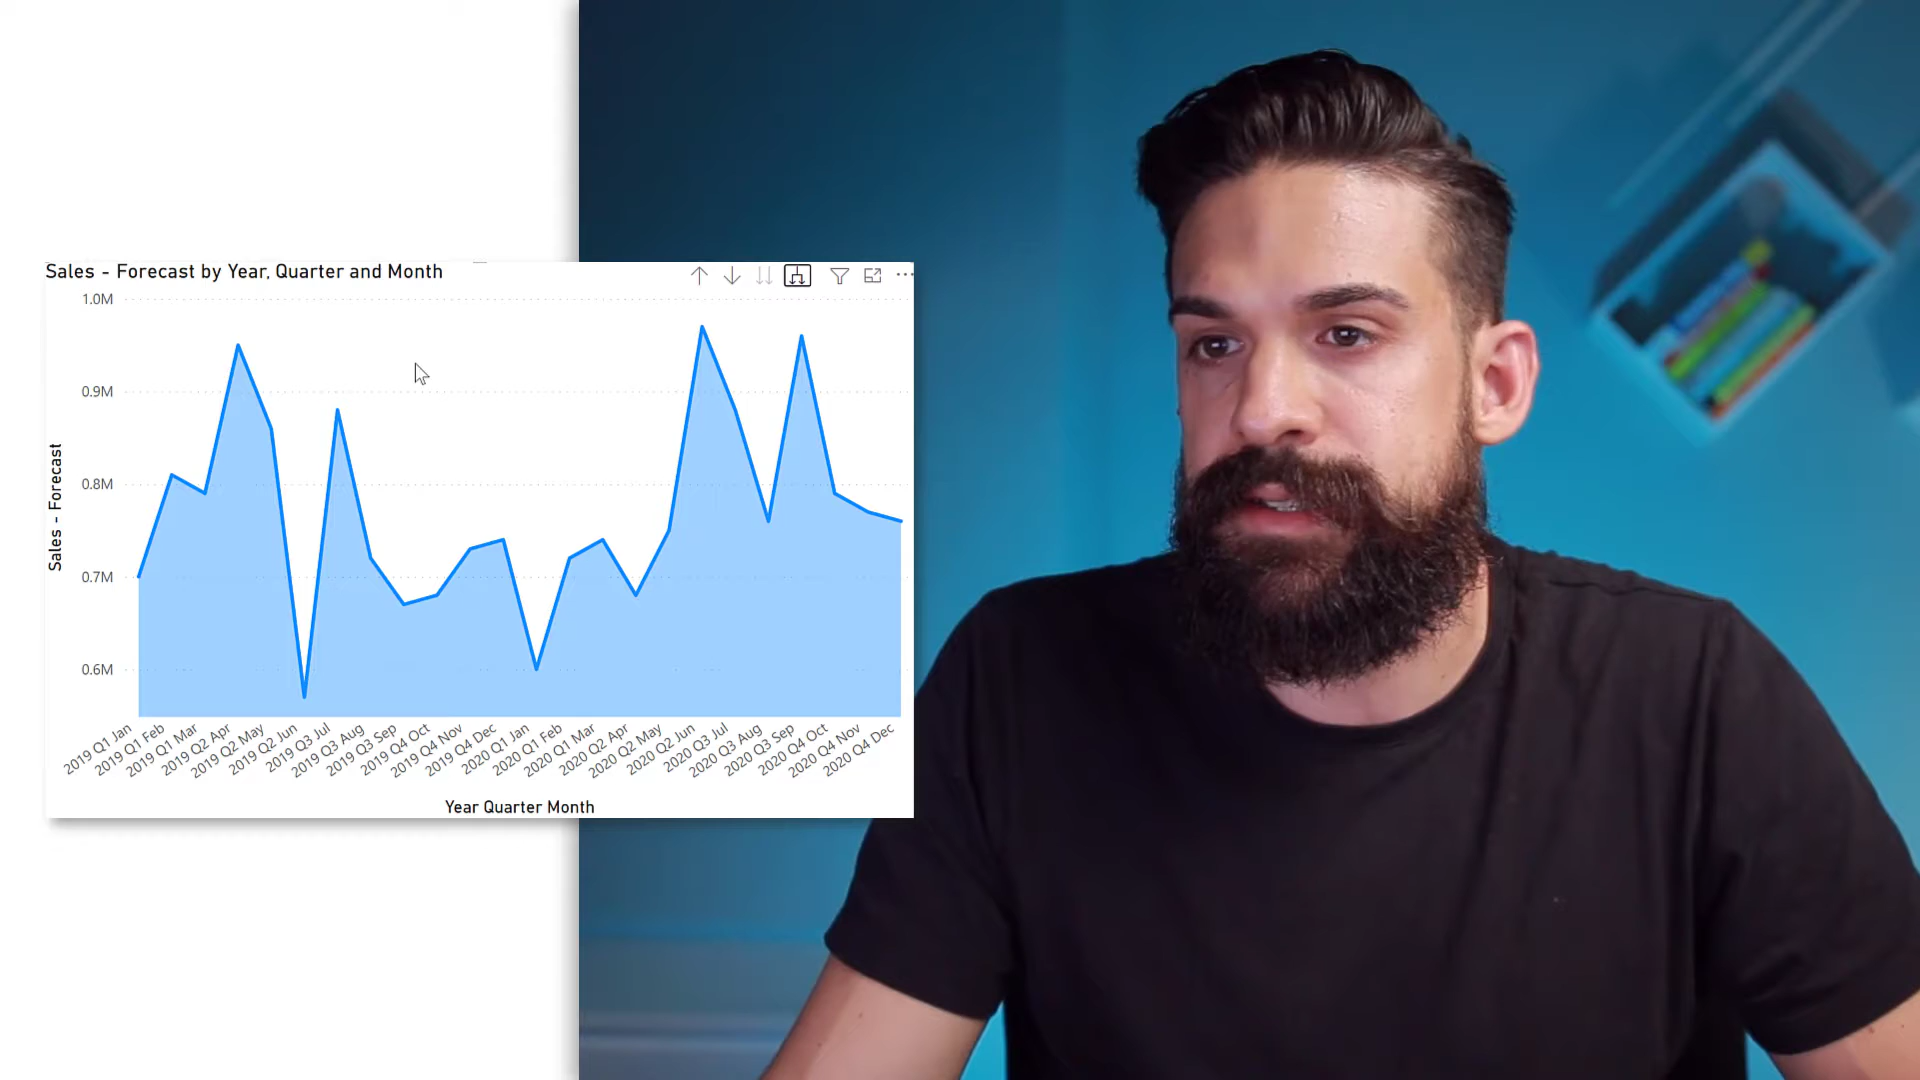 Sales - Forecast by Year, Quarter and Month
1.0M
0.9M
0.8M
0.7M
0.6M
Sales - Forecast
2019 Q1 Jan
2019 Q1 Feb
2019 Q1 Mar
2019 Q2 Apr
2019 Q2 May
2019 Q2 Jun
2019 Q3 Jul
2019 Q3 Aug
2019 Q3 Sep
2019 Q4 Oct
2019 Q4 Nov
2019 Q4 Dec
2020 Q1 Jan
2020 Q1 Feb
2020 Q1 Mar
2020 Q2 Apr
2020 Q2 May
2020 Q2 Jun
2020 Q3 Jul
2020 Q3 Aug
2020 Q3 Sep
2020 Q4 Oct
2020 Q4 Nov
2020 Q4 Dec
Year Quarter Month